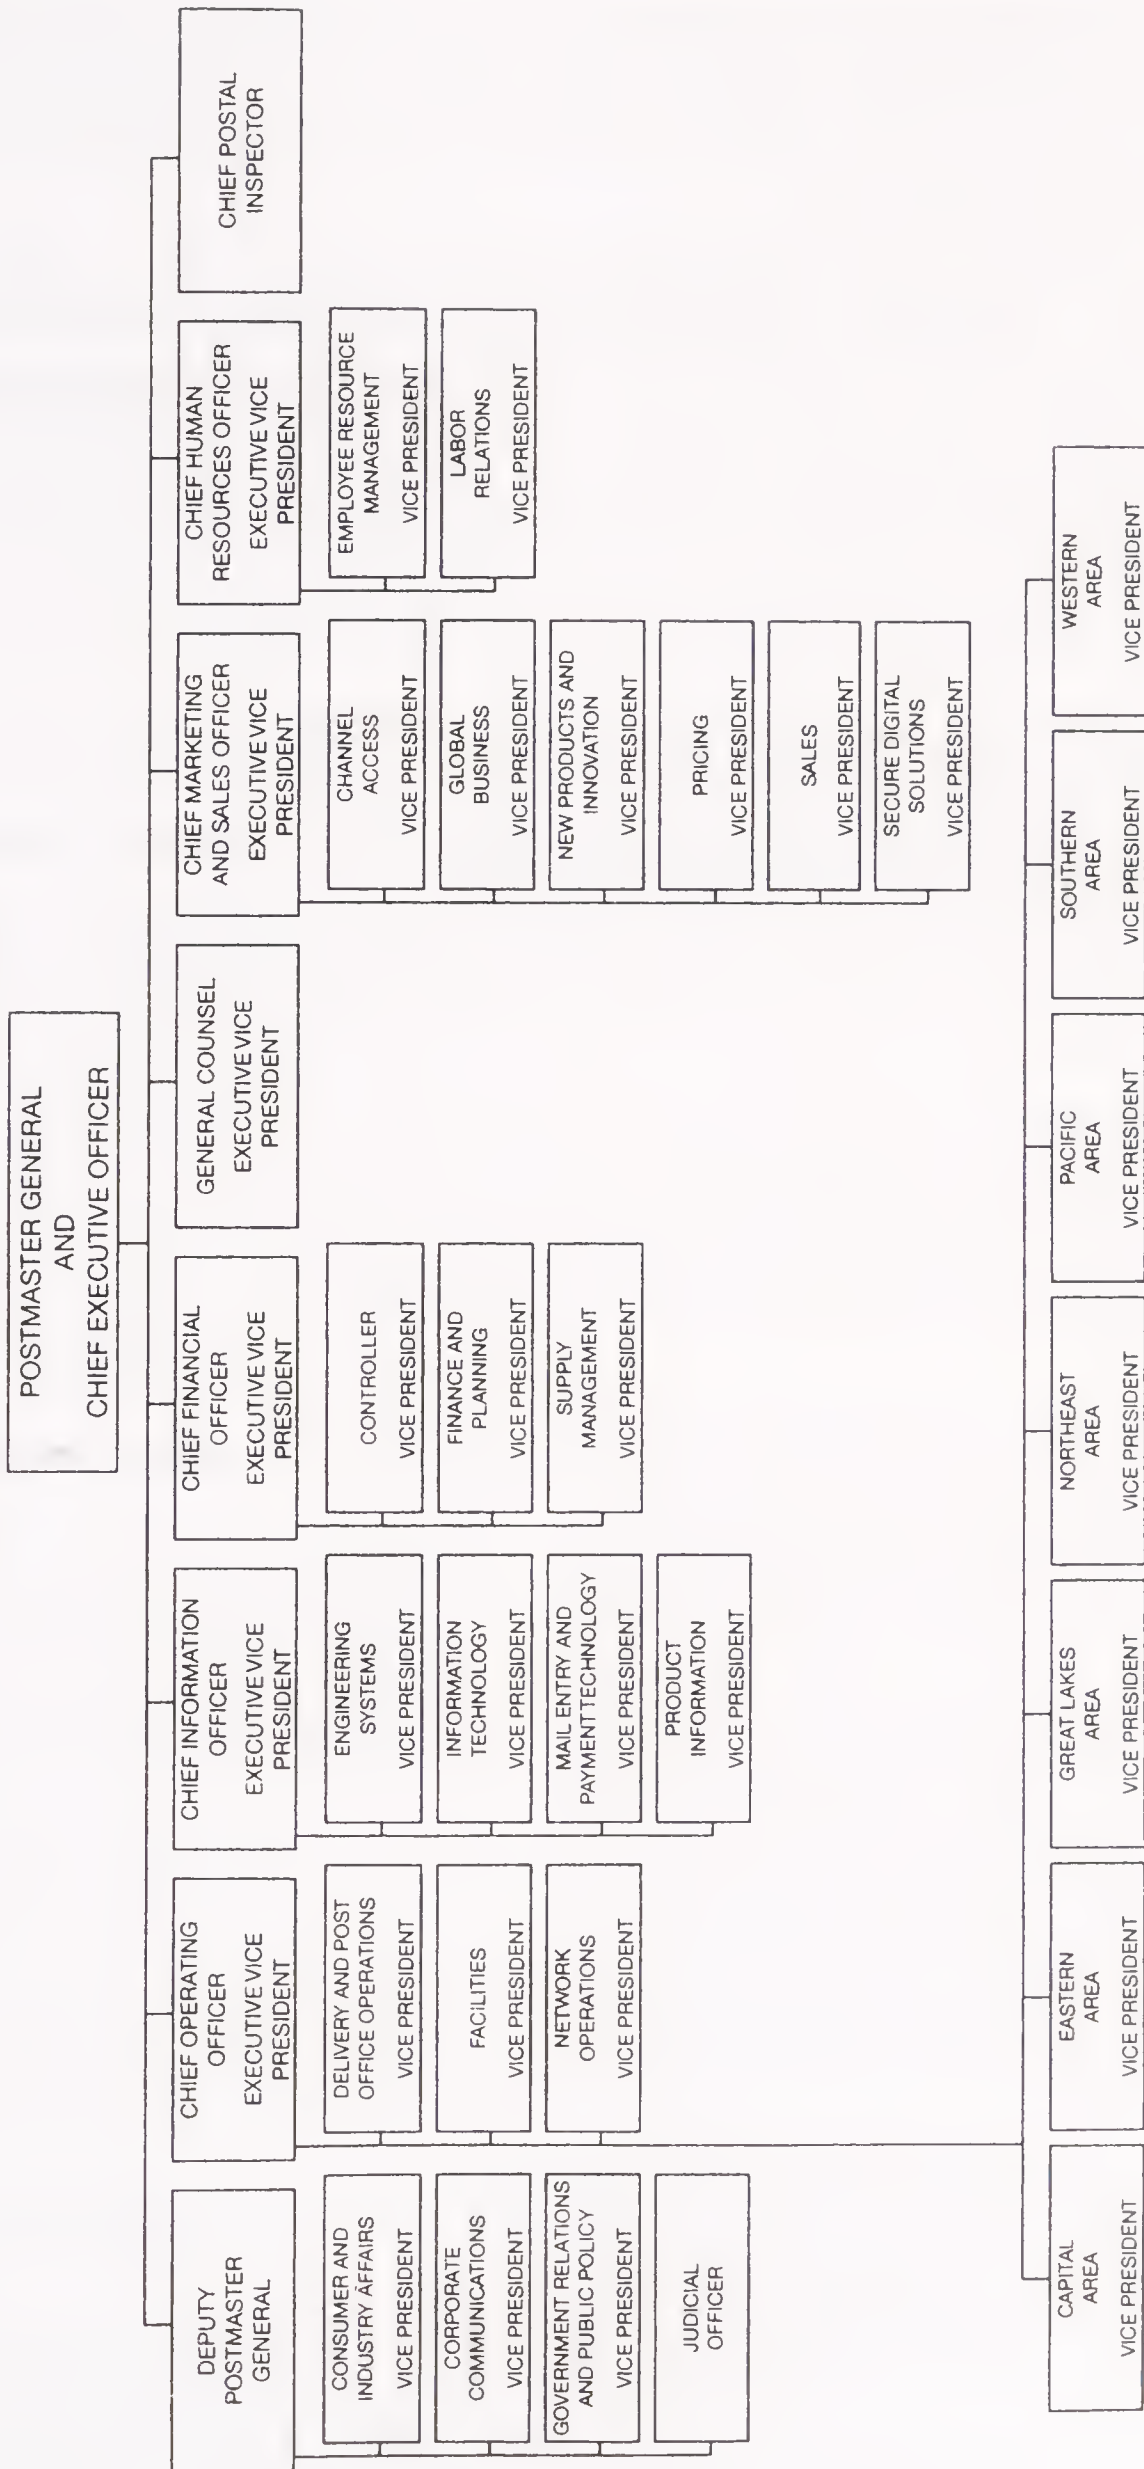 POSTMASTER GENERAL
AND
CHIEF EXECUTIVE OFFICER
DEPUTY
POSTMASTER
GENERAL
CONSUMER AND
INDUSTRY AFFAIRS
VICE PRESIDENT
CORPORATE
COMMUNICATIONS
VICE PRESIDENT
GOVERNMENT RELATIONS
AND PUBLIC POLICY
VICE PRESIDENT
JUDICIAL
OFFICER
CHIEF OPERATING
OFFICER
EXECUTIVE VICE
PRESIDENT
DELIVERY AND POST
OFFICE OPERATIONS
VICE PRESIDENT
FACILITIES
VICE PRESIDENT
NETWORK
OPERATIONS
VICE PRESIDENT
CHIEF INFORMATION
OFFICER
EXECUTIVE VICE
PRESIDENT
ENGINEERING
SYSTEMS
VICE PRESIDENT
INFORMATION
TECHNOLOGY
VICE PRESIDENT
MAIL ENTRY AND
PAYMENT TECHNOLOGY
VICE PRESIDENT
PRODUCT
INFORMATION
VICE PRESIDENT
CHIEF FINANCIAL
OFFICER
EXECUTIVE VICE
PRESIDENT
CONTROLLER
VICE PRESIDENT
FINANCE AND
PLANNING
VICE PRESIDENT
SUPPLY
MANAGEMENT
VICE PRESIDENT
GENERAL COUNSEL
EXECUTIVE VICE
PRESIDENT
CHIEF MARKETING
AND SALES OFFICER
EXECUTIVE VICE
PRESIDENT
CHANNEL
ACCESS
VICE PRESIDENT
GLOBAL
BUSINESS
VICE PRESIDENT
NEW PRODUCTS AND
INNOVATION
VICE PRESIDENT
PRICING
VICE PRESIDENT
SALES
VICE PRESIDENT
SECURE DIGITAL
SOLUTIONS
VICE PRESIDENT
CHIEF HUMAN
RESOURCES OFFICER
EXECUTIVE VICE
PRESIDENT
EMPLOYEE RESOURCE
MANAGEMENT
VICE PRESIDENT
LABOR
RELATIONS
VICE PRESIDENT
CHIEF POSTAL
INSPECTOR
CAPITAL
AREA
VICE PRESIDENT
EASTERN
AREA
VICE PRESIDENT
GREAT LAKES
AREA
VICE PRESIDENT
NORTHEAST
AREA
VICE PRESIDENT
PACIFIC
AREA
VICE PRESIDENT
SOUTHERN
AREA
VICE PRESIDENT
WESTERN
AREA
VICE PRESIDENT